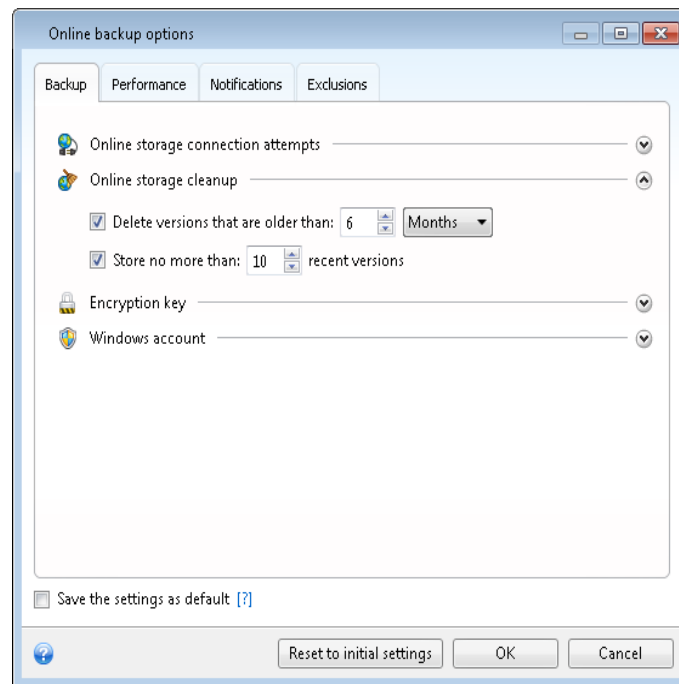 Online backup options
Backup Performance Notifications Exclusions
Online storage connection attempts
Online storage cleanup
Delete versions that are older than: 6 Months
Store no more than: 10 recent versions
Encryption key
Windows account
Save the settings as default [?]
? Reset to initial settings OK Cancel